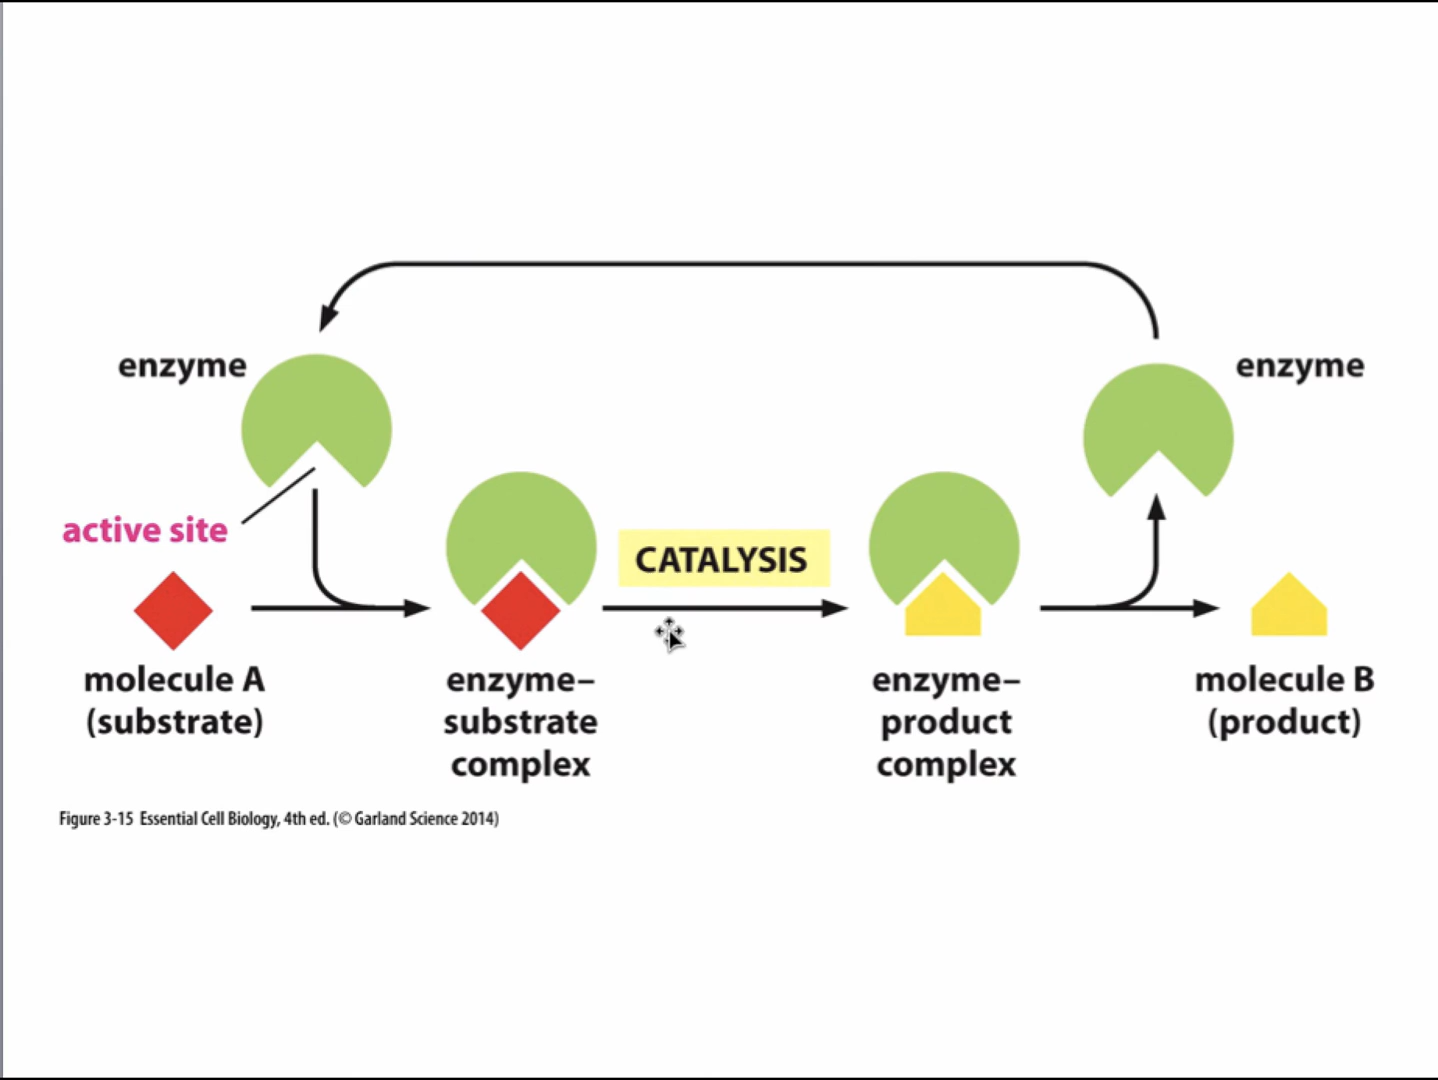 enzyme
enzyme
active site
CATALYSIS
molecule A
(substrate)
enzyme–
substrate
complex
enzyme–
product
complex
molecule B
(product)
Figure 3-15 Essential Cell Biology, 4th ed. (© Garland Science 2014)